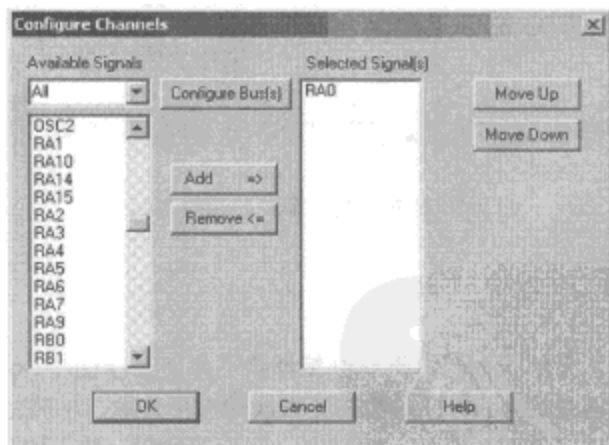 Configure Channels
Available Signals
Selected Signal(s)
All
Configure Bus(s)
RA0
Move Up
Move Down
OSC2
RA1
RA10
RA14
RA15
RA2
RA3
RA4
RA5
RA6
RA7
RA9
RB0
RB1
Add =>
Remove <=
OK
Cancel
Help